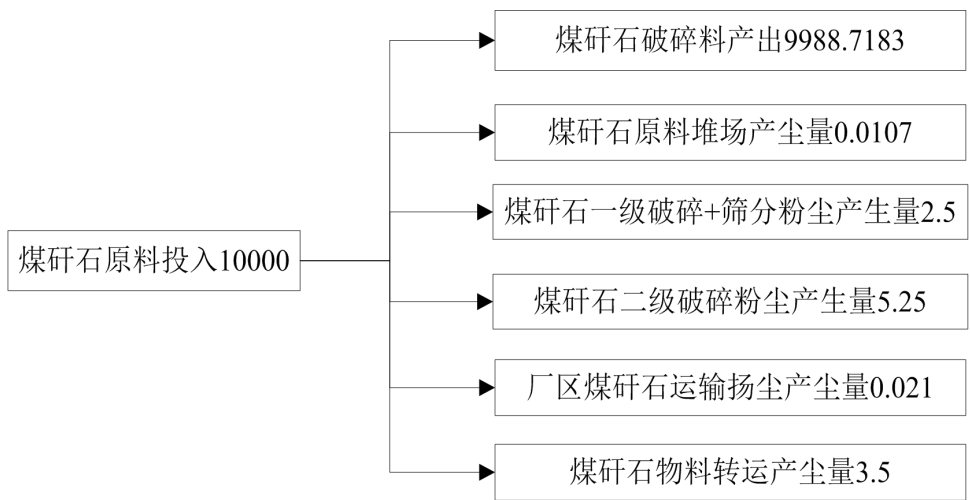 煤矸石破碎料产出9988.7183
煤矸石原料堆场产尘量0.0107
煤矸石一级破碎+筛分粉尘产生量2.5
煤矸石原料投入10000
煤矸石二级破碎粉尘产生量5.25
厂区煤矸石运输扬尘产尘量0.021
煤矸石物料转运产尘量3.5